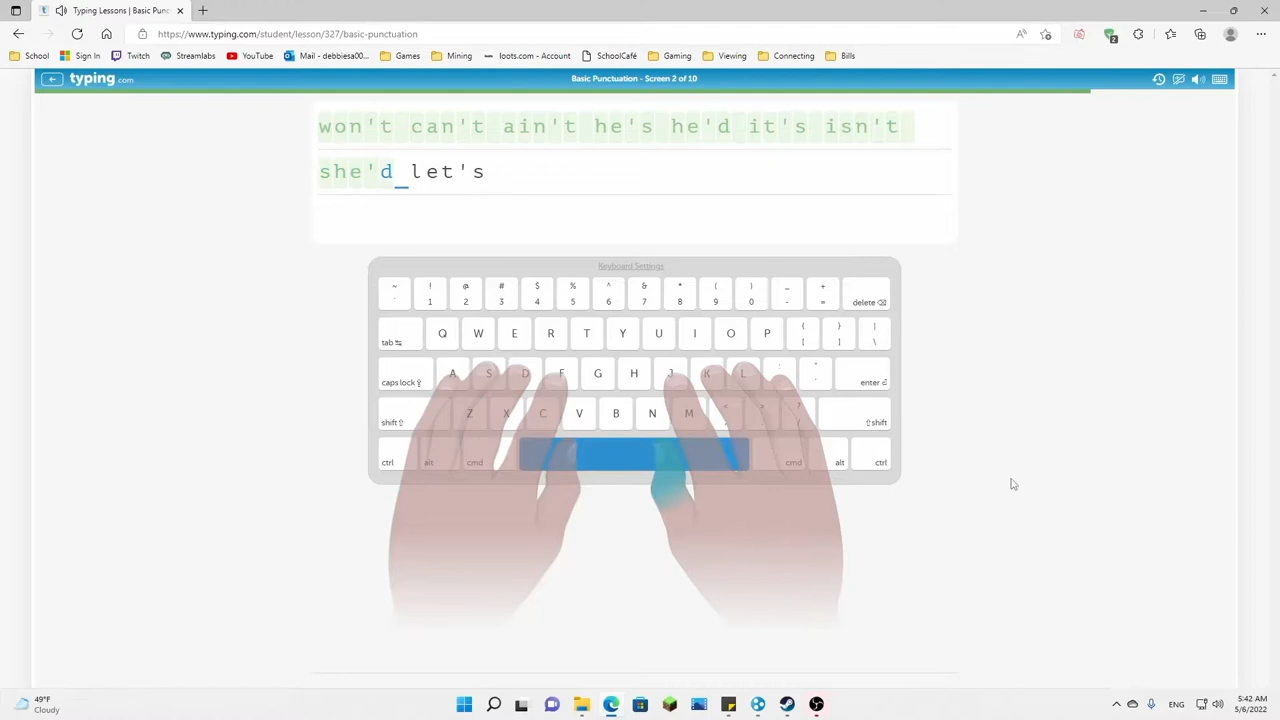 Typing Lessons | Basic Punctuation
https://www.typing.com/student/lesson/327/basic-punctuation
School Sign In Twitch Streamlabs YouTube Mail - debbiesa00... Games Mining loots.com - Account SchoolCafé Gaming Viewing Connecting Bills
typing.com Basic Punctuation - Screen 2 of 10
won't can't ain't he's he'd it's isn't
she'd_let's
Keyboard Settings
~ ! @ # $ % ^ & * ( ) _ +
` 1 2 3 4 5 6 7 8 9 0 - = delete
tab Q W E R T Y U I O P { [ } ] | \
caps lock A S D F G H J K L : " ' enter
shift Z X C V B N M < > ? / shift
ctrl alt cmd cmd alt ctrl
49°F
Cloudy
ENG
5:42 AM
5/6/2022